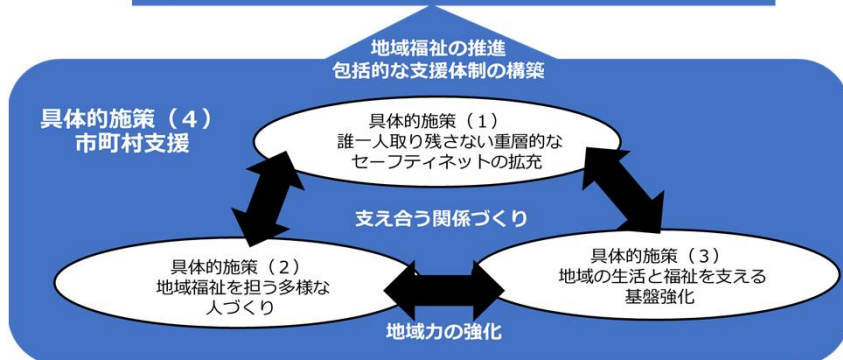 地域福祉の推進
包括的な支援体制の構築
具体的施策（４）
市町村支援
具体的施策（１）
誰一人取り残さない重層的な
セーフティネットの拡充
支え合う関係づくり
具体的施策（２）
地域福祉を担う多様な
人づくり
具体的施策（３）
地域の生活と福祉を支える
基盤強化
地域力の強化